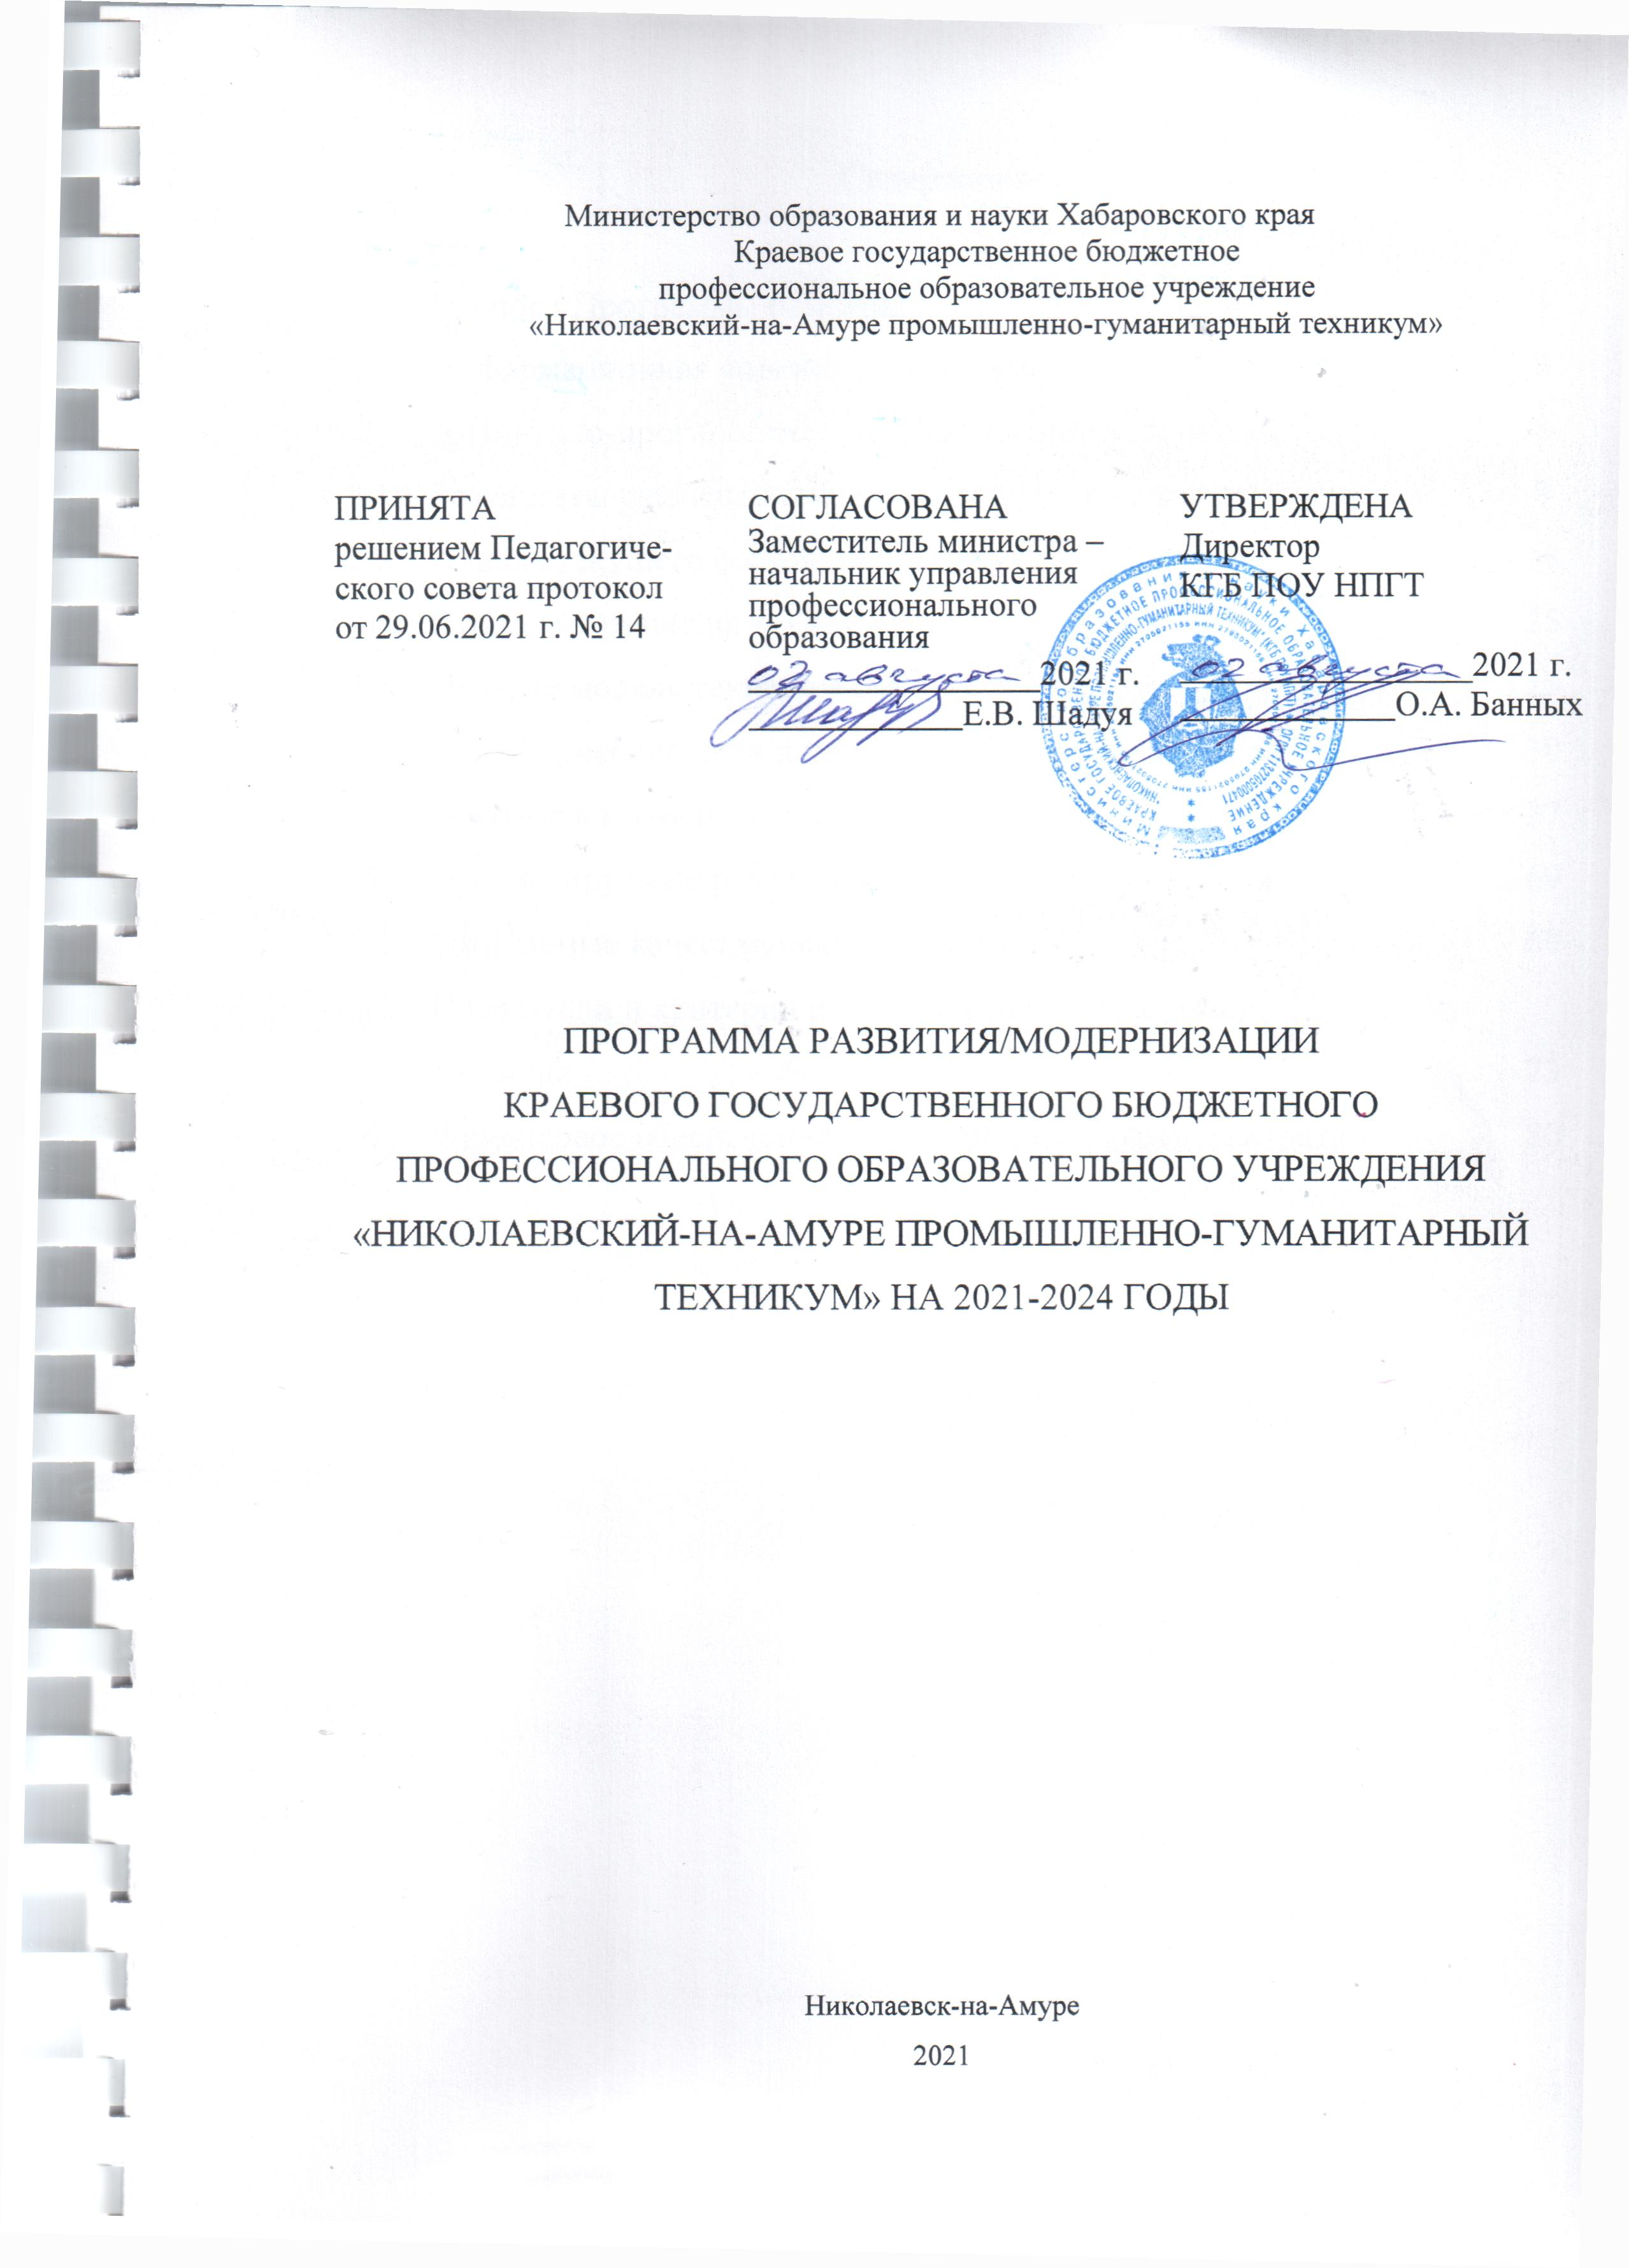 Министерство образования и науки Хабаровского края
Краевое государственное бюджетное
профессиональное образовательное учреждение
«Николаевский-на-Амуре промышленно-гуманитарный техникум»
ПРИНЯТА
решением Педагогиче-
ского совета протокол
от 29.06.2021 г. № 14
СОГЛАСОВАНА
Заместитель министра –
начальник управления
профессионального
образования
02 августа 2021 г.
Е.В. Шадуя
УТВЕРЖДЕНА
Директор
КГБ ПОУ НПГТ
02 августа 2021 г.
О.А. Банных
ПРОГРАММА РАЗВИТИЯ/МОДЕРНИЗАЦИИ
КРАЕВОГО ГОСУДАРСТВЕННОГО БЮДЖЕТНОГО
ПРОФЕССИОНАЛЬНОГО ОБРАЗОВАТЕЛЬНОГО УЧРЕЖДЕНИЯ
«НИКОЛАЕВСКИЙ-НА-АМУРЕ ПРОМЫШЛЕННО-ГУМАНИТАРНЫЙ
ТЕХНИКУМ» НА 2021-2024 ГОДЫ
Николаевск-на-Амуре
2021